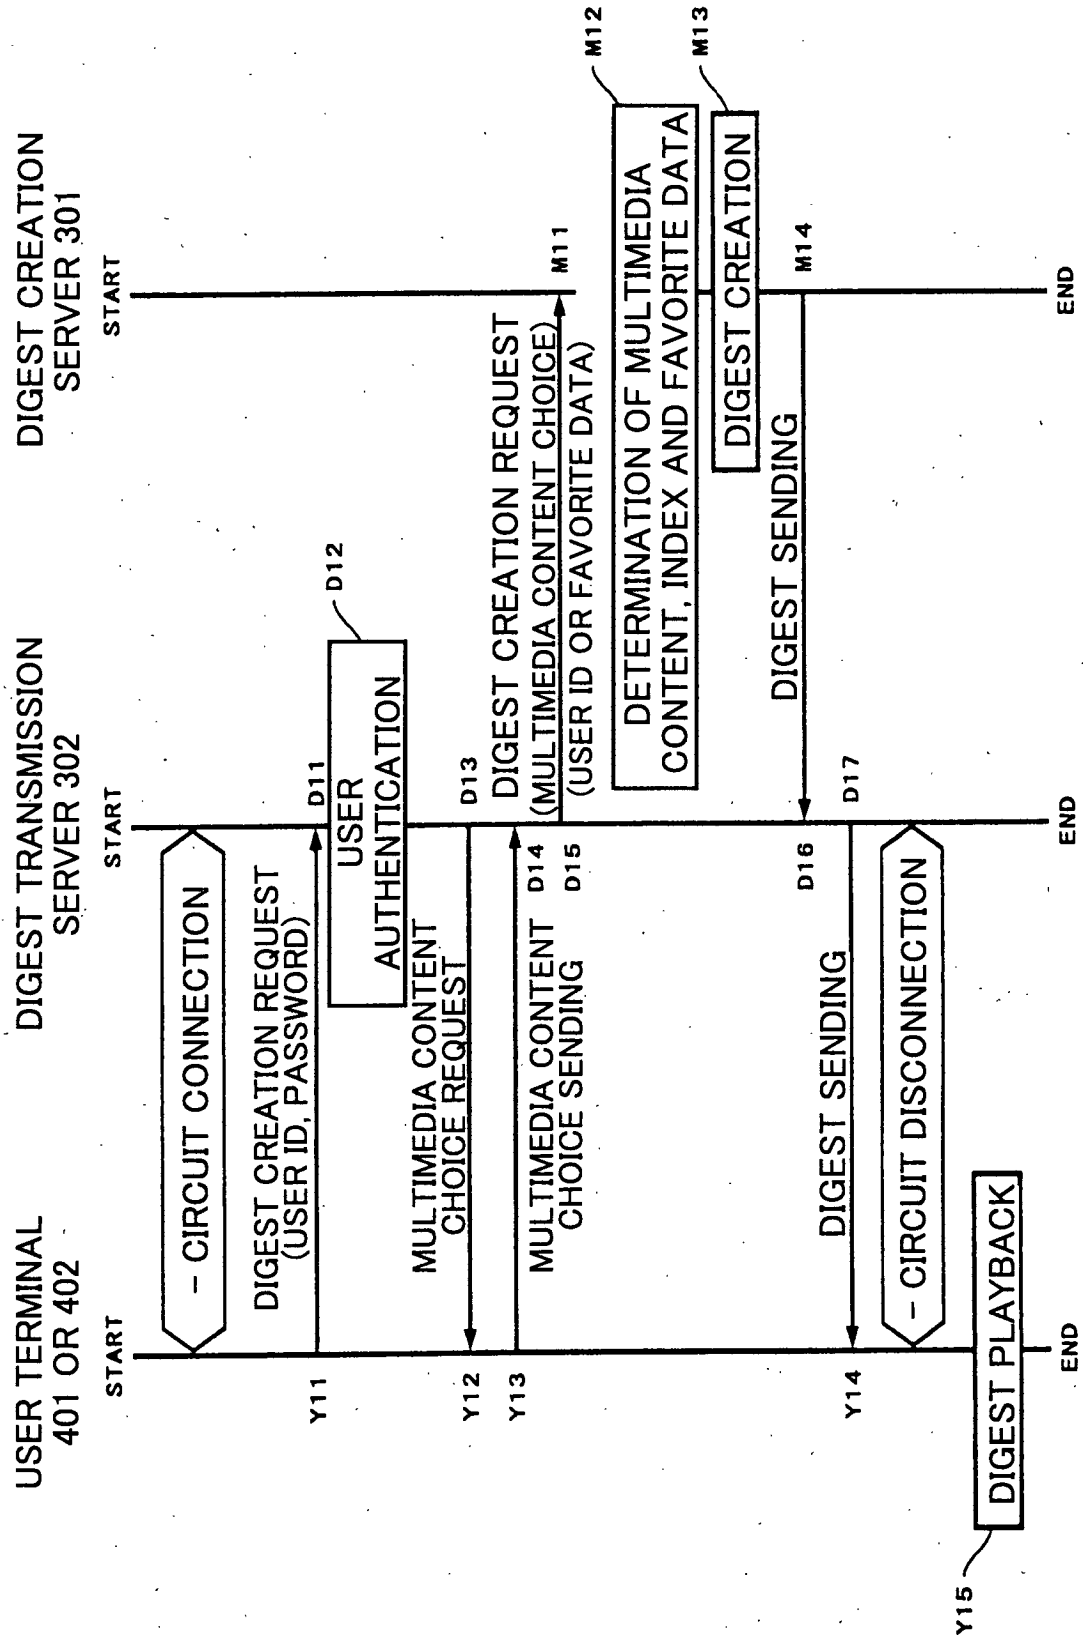 USER TERMINAL
401 OR 402
DIGEST TRANSMISSION
SERVER 302
DIGEST CREATION
SERVER 301
START
START
START
- CIRCUIT CONNECTION
DIGEST CREATION REQUEST
(USER ID, PASSWORD)
Y11
D11
USER
AUTHENTICATION
D12
MULTIMEDIA CONTENT
CHOICE REQUEST
Y12
D13
Y13
MULTIMEDIA CONTENT
CHOICE SENDING
D14
D15
DIGEST CREATION REQUEST
(MULTIMEDIA CONTENT CHOICE)
(USER ID OR FAVORITE DATA)
M11
DETERMINATION OF MULTIMEDIA
CONTENT, INDEX AND FAVORITE DATA
M12
DIGEST CREATION
M13
DIGEST SENDING
D16
M14
DIGEST SENDING
Y14
D17
- CIRCUIT DISCONNECTION
DIGEST PLAYBACK
Y15
END
END
END